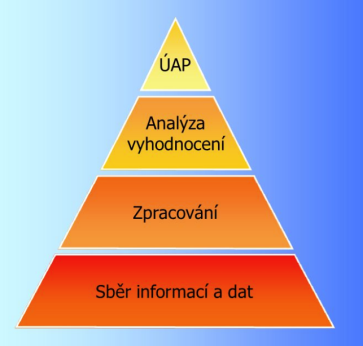 ÚAP
Analýza
vyhodnocení
Zpracování
Sběr informací a dat